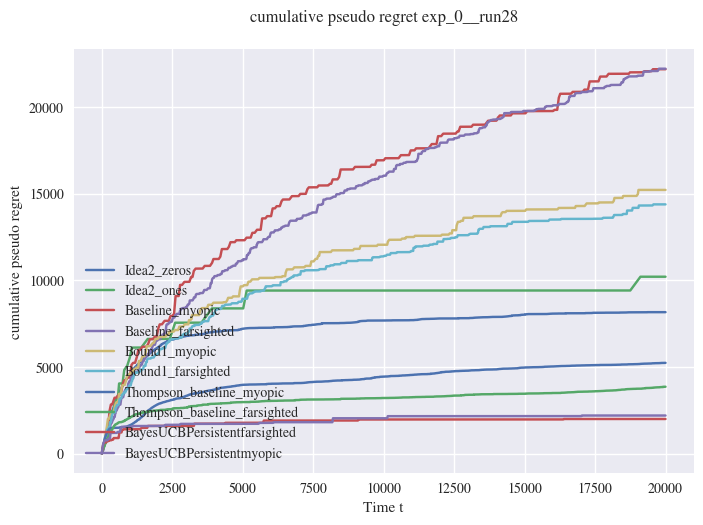 cumulative pseudo regret exp_0__run28
cumulative pseudo regret
20000
15000
10000
5000
0
Idea2_zeros
Idea2_ones
Baseline_myopic
Baseline_farsighted
Bound1_myopic
Bound1_farsighted
Thompson_baseline_myopic
Thompson_baseline_farsighted
BayesUCBPersistentfarsighted
BayesUCBPersistentmyopic
0 2500 5000 7500 10000 12500 15000 17500 20000
Time t